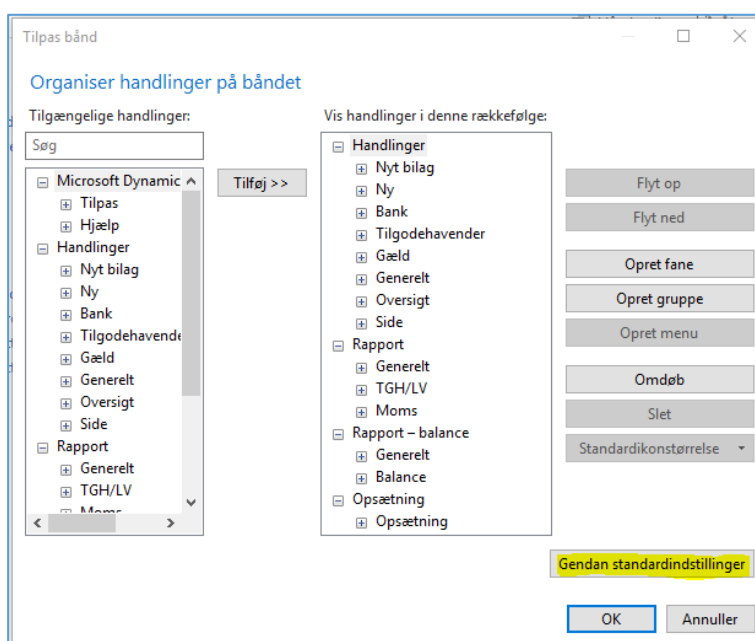 Tilpas bånd
Organiser handlinger på båndet
Tilgængelige handlinger:
Søg
Microsoft Dynamic
Tilpas
Hjælp
Handlinger
Nyt bilag
Ny
Bank
Tilgodehavende
Gæld
Generelt
Oversigt
Side
Rapport
Generelt
TGH/LV
Moms
Tilføj >>
Vis handlinger i denne rækkefølge:
Handlinger
Nyt bilag
Ny
Bank
Tilgodehavender
Gæld
Generelt
Oversigt
Side
Rapport
Generelt
TGH/LV
Moms
Rapport – balance
Generelt
Balance
Opsætning
Opsætning
Flyt op
Flyt ned
Opret fane
Opret gruppe
Opret menu
Omdøb
Slet
Standardikonstørrelse
Gendan standardindstillinger
OK
Annuller